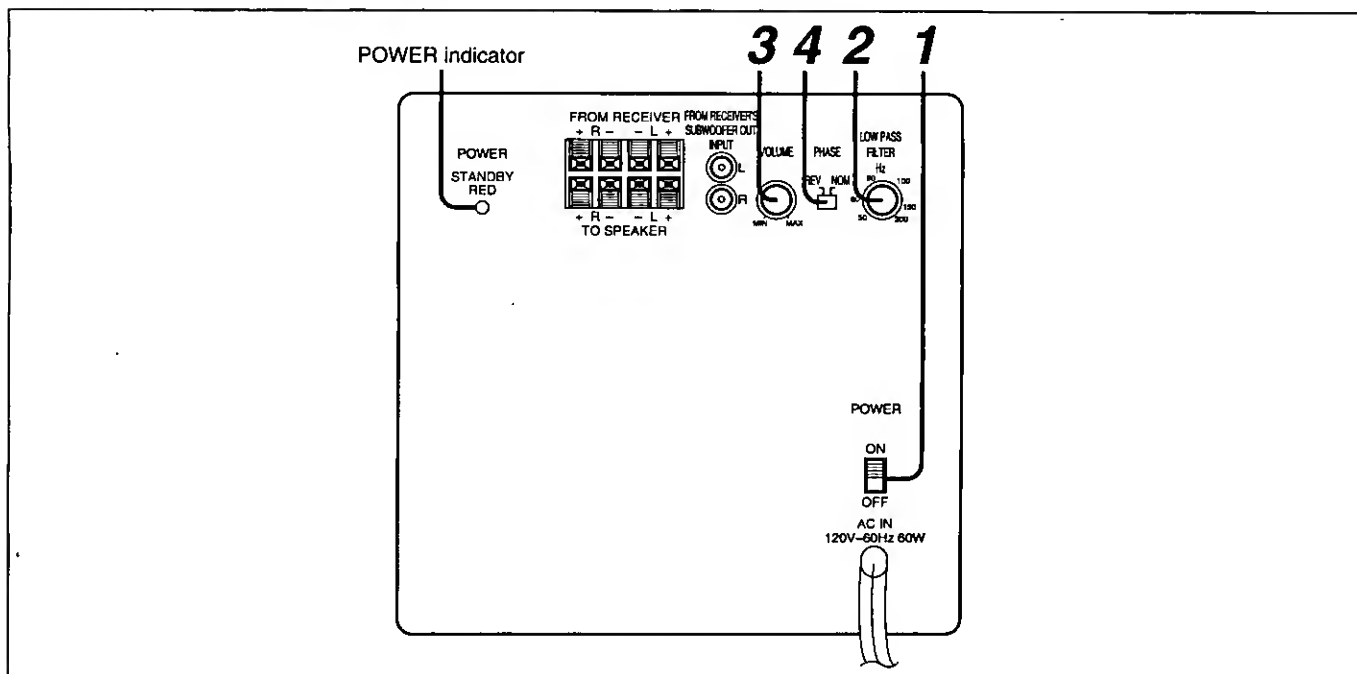 3 4 2 1
POWER indicator
FROM RECEIVER
+ R − − L +
FROM RECEIVER'S
SUBWOOFER OUT
INPUT
L
R
VOLUME
MIN MAX
PHASE
REV NOM
LOW PASS
FILTER
Hz
80 100
150
50 200
POWER
STANDBY
RED
+ R − − L +
TO SPEAKER
POWER
ON
OFF
AC IN
120V~60Hz 60W